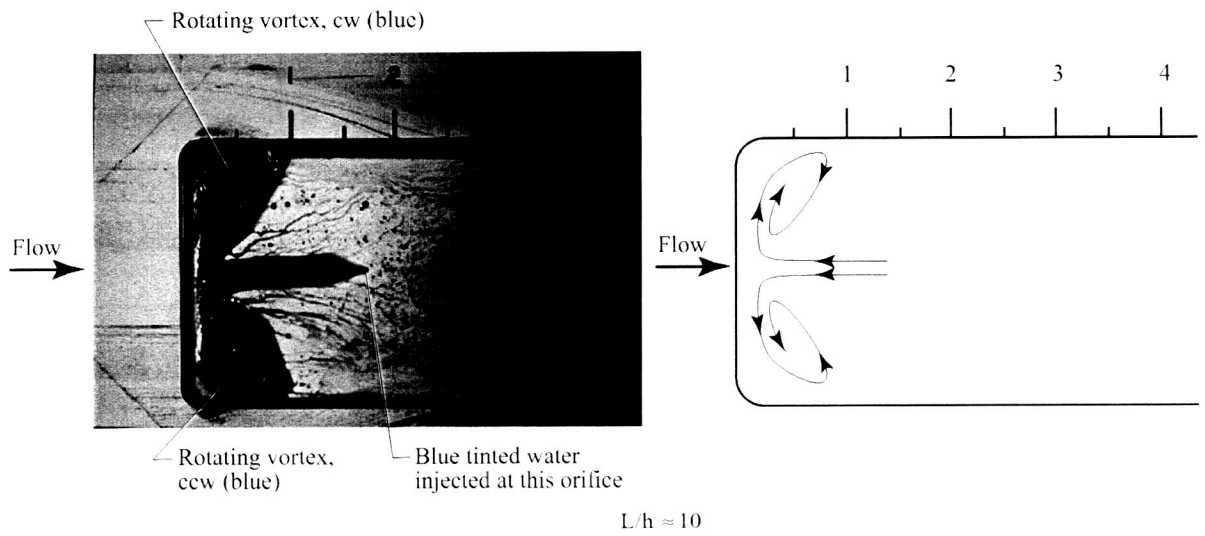 Rotating vortex, cw (blue)
2
1 2 3 4
Flow
Flow
Rotating vortex,
ccw (blue)
Blue tinted water
injected at this orifice
L/h ≈ 10